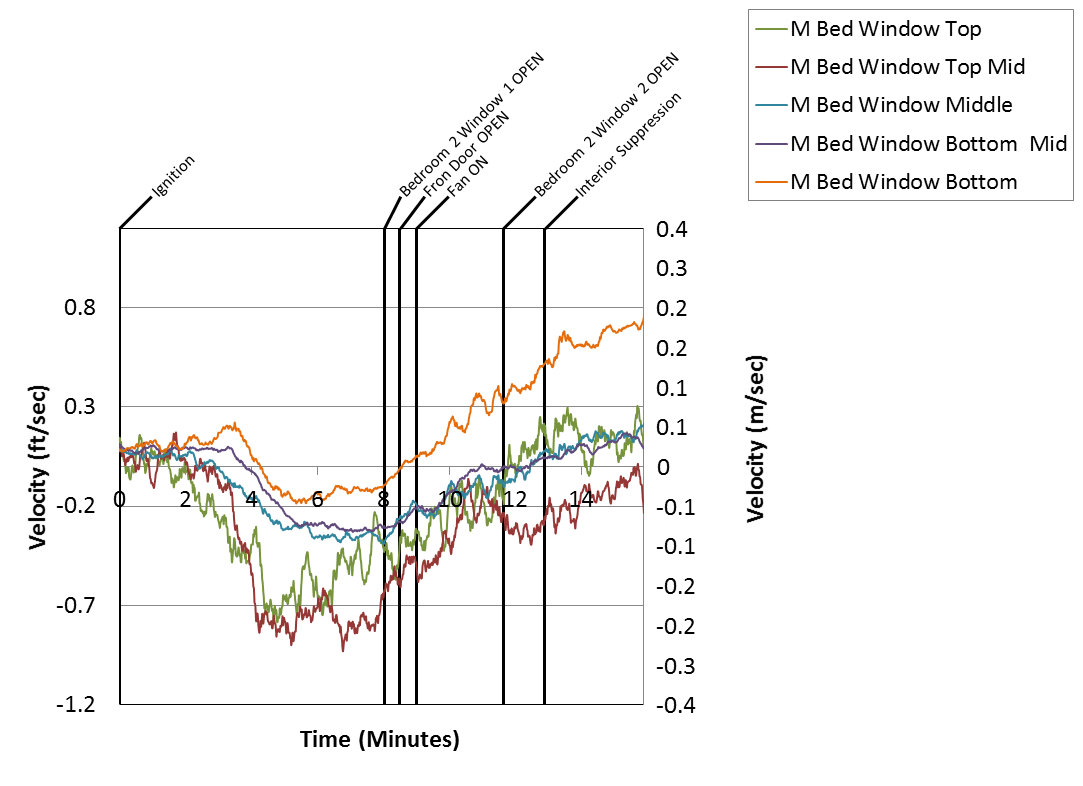 M Bed Window Top
M Bed Window Top Mid
M Bed Window Middle
M Bed Window Bottom  Mid
M Bed Window Bottom
Ignition
Bedroom 2 Window 1 OPEN
Fron Door OPEN
Fan ON
Bedroom 2 Window 2 OPEN
Interior Suppression
Velocity (ft/sec)
0.8
0.3
-0.2
-0.7
-1.2
0 2 4 6 8 10 12 14
Time (Minutes)
0.4
0.3
0.2
0.2
0.1
0.1
0
-0.1
-0.1
-0.2
-0.2
-0.3
-0.4
Velocity (m/sec)